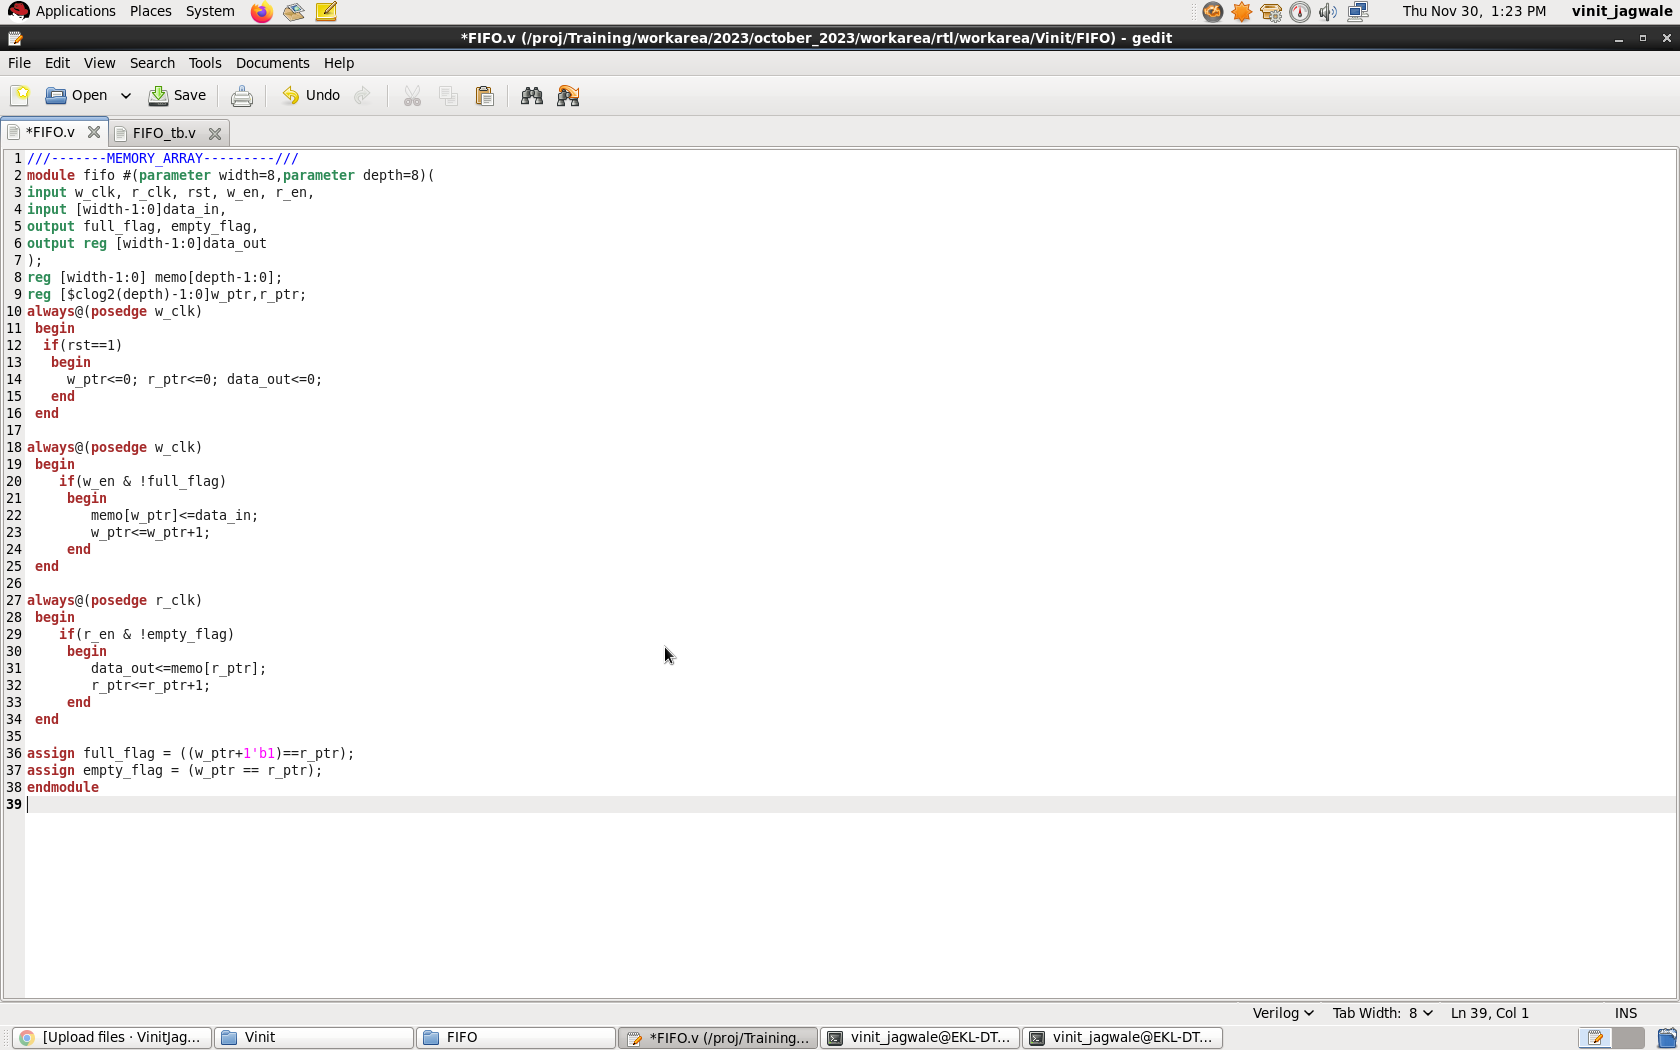 Applications Places System Thu Nov 30, 1:23 PM vinit_jagwale
*FIFO.v (/proj/Training/workarea/2023/october_2023/workarea/rtl/workarea/Vinit/FIFO) - gedit
File Edit View Search Tools Documents Help
Open Save Undo
*FIFO.v FIFO_tb.v
1 ///-------MEMORY_ARRAY---------///
2 module fifo #(parameter width=8,parameter depth=8)(
3 input w_clk, r_clk, rst, w_en, r_en,
4 input [width-1:0]data_in,
5 output full_flag, empty_flag,
6 output reg [width-1:0]data_out
7 );
8 reg [width-1:0] memo[depth-1:0];
9 reg [$clog2(depth)-1:0]w_ptr,r_ptr;
10 always@(posedge w_clk)
11  begin
12   if(rst==1)
13    begin
14      w_ptr<=0; r_ptr<=0; data_out<=0;
15    end
16  end
17
18 always@(posedge w_clk)
19  begin
20     if(w_en & !full_flag)
21      begin
22         memo[w_ptr]<=data_in;
23         w_ptr<=w_ptr+1;
24      end
25  end
26
27 always@(posedge r_clk)
28  begin
29     if(r_en & !empty_flag)
30      begin
31         data_out<=memo[r_ptr];
32         r_ptr<=r_ptr+1;
33      end
34  end
35
36 assign full_flag = ((w_ptr+1'b1)==r_ptr);
37 assign empty_flag = (w_ptr == r_ptr);
38 endmodule
39
Verilog Tab Width: 8 Ln 39, Col 1 INS
[Upload files · VinitJag... Vinit FIFO *FIFO.v (/proj/Training... vinit_jagwale@EKL-DT... vinit_jagwale@EKL-DT...